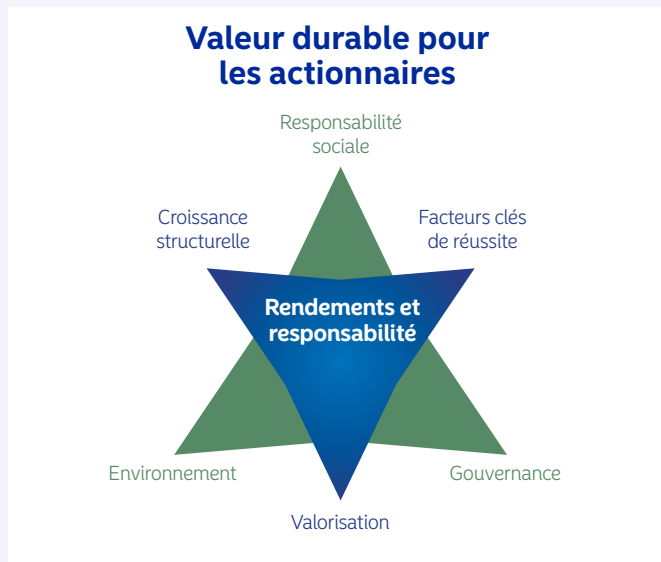 Valeur durable pour
les actionnaires
Responsabilité
sociale
Croissance
structurelle
Facteurs clés
de réussite
Rendements et
responsabilité
Environnement
Gouvernance
Valorisation